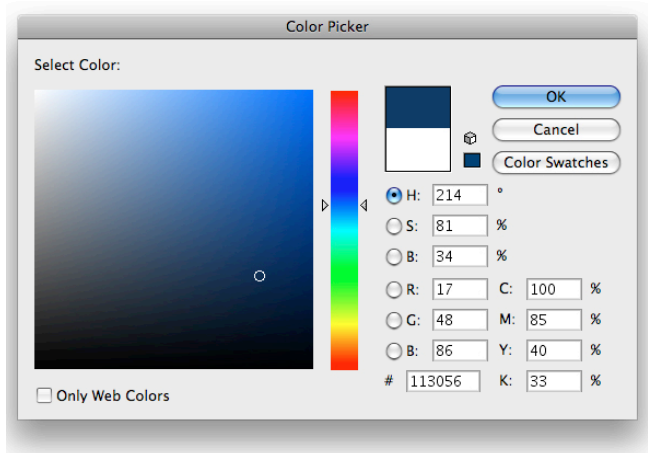 Color Picker
Select Color:
OK
Cancel
Color Swatches
H: 214 °
S: 81 %
B: 34 %
R: 17 C: 100 %
G: 48 M: 85 %
B: 86 Y: 40 %
# 113056 K: 33 %
Only Web Colors